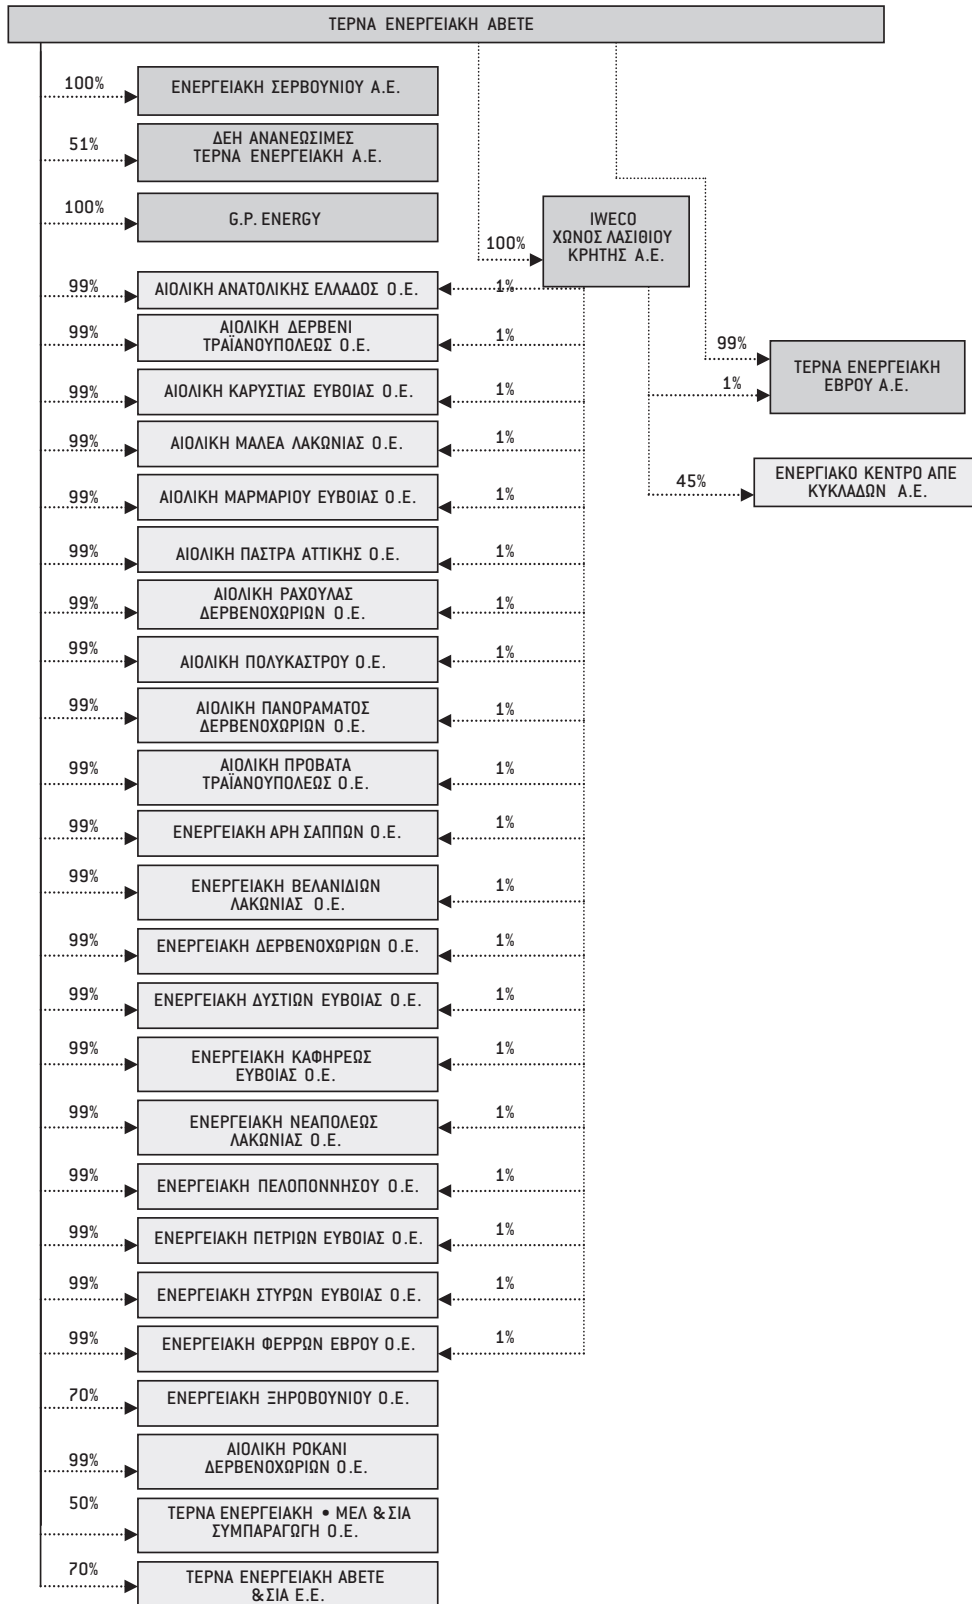 ΤΕΡΝΑ ΕΝΕΡΓΕΙΑΚΗ ΑΒΕΤΕ
100%
ΕΝΕΡΓΕΙΑΚΗ ΣΕΡΒΟΥΝΙΟΥ Α.Ε.
51%
ΔΕΗ ΑΝΑΝΕΩΣΙΜΕΣ
ΤΕΡΝΑ ΕΝΕΡΓΕΙΑΚΗ Α.Ε.
100%
G.P. ENERGY
100%
IWECO
ΧΩΝΟΣ ΛΑΣΙΘΙΟΥ
ΚΡΗΤΗΣ Α.Ε.
99%
ΑΙΟΛΙΚΗ ΑΝΑΤΟΛΙΚΗΣ ΕΛΛΑΔΟΣ Ο.Ε.
1%
99%
ΑΙΟΛΙΚΗ ΔΕΡΒΕΝΙ
ΤΡΑΪΑΝΟΥΠΟΛΕΩΣ Ο.Ε.
1%
99%
1%
ΤΕΡΝΑ ΕΝΕΡΓΕΙΑΚΗ
ΕΒΡΟΥ Α.Ε.
99%
ΑΙΟΛΙΚΗ ΚΑΡΥΣΤΙΑΣ ΕΥΒΟΙΑΣ Ο.Ε.
1%
99%
ΑΙΟΛΙΚΗ ΜΑΛΕΑ ΛΑΚΩΝΙΑΣ Ο.Ε.
1%
45%
ΕΝΕΡΓΙΑΚΟ ΚΕΝΤΡΟ ΑΠΕ
ΚΥΚΛΑΔΩΝ Α.Ε.
99%
ΑΙΟΛΙΚΗ ΜΑΡΜΑΡΙΟΥ ΕΥΒΟΙΑΣ Ο.Ε.
1%
99%
ΑΙΟΛΙΚΗ ΠΑΣΤΡΑ ΑΤΤΙΚΗΣ Ο.Ε.
1%
99%
ΑΙΟΛΙΚΗ ΡΑΧΟΥΛΑΣ
ΔΕΡΒΕΝΟΧΩΡΙΩΝ Ο.Ε.
1%
99%
ΑΙΟΛΙΚΗ ΠΟΛΥΚΑΣΤΡΟΥ Ο.Ε.
1%
99%
ΑΙΟΛΙΚΗ ΠΑΝΟΡΑΜΑΤΟΣ
ΔΕΡΒΕΝΟΧΩΡΙΩΝ Ο.Ε.
1%
99%
ΑΙΟΛΙΚΗ ΠΡΟΒΑΤΑ
ΤΡΑΪΑΝΟΥΠΟΛΕΩΣ Ο.Ε.
1%
99%
ΕΝΕΡΓΕΙΑΚΗ ΑΡΗ ΣΑΠΠΩΝ Ο.Ε.
1%
99%
ΕΝΕΡΓΕΙΑΚΗ ΒΕΛΑΝΙΔΙΩΝ
ΛΑΚΩΝΙΑΣ Ο.Ε.
1%
99%
ΕΝΕΡΓΕΙΑΚΗ ΔΕΡΒΕΝΟΧΩΡΙΩΝ Ο.Ε.
1%
99%
ΕΝΕΡΓΕΙΑΚΗ ΔΥΣΤΙΩΝ ΕΥΒΟΙΑΣ Ο.Ε.
1%
99%
ΕΝΕΡΓΕΙΑΚΗ ΚΑΦΗΡΕΩΣ
ΕΥΒΟΙΑΣ Ο.Ε.
1%
99%
ΕΝΕΡΓΕΙΑΚΗ ΝΕΑΠΟΛΕΩΣ
ΛΑΚΩΝΙΑΣ Ο.Ε.
1%
99%
ΕΝΕΡΓΕΙΑΚΗ ΠΕΛΟΠΟΝΝΗΣΟΥ Ο.Ε.
1%
99%
ΕΝΕΡΓΕΙΑΚΗ ΠΕΤΡΙΩΝ ΕΥΒΟΙΑΣ Ο.Ε.
1%
99%
ΕΝΕΡΓΕΙΑΚΗ ΣΤΥΡΩΝ ΕΥΒΟΙΑΣ Ο.Ε.
1%
99%
ΕΝΕΡΓΕΙΑΚΗ ΦΕΡΡΩΝ ΕΒΡΟΥ Ο.Ε.
1%
70%
ΕΝΕΡΓΕΙΑΚΗ ΞΗΡΟΒΟΥΝΙΟΥ Ο.Ε.
99%
ΑΙΟΛΙΚΗ ΡΟΚΑΝΙ
ΔΕΡΒΕΝΟΧΩΡΙΩΝ Ο.Ε.
50%
ΤΕΡΝΑ ΕΝΕΡΓΕΙΑΚΗ • ΜΕΛ & ΣΙΑ
ΣΥΜΠΑΡΑΓΩΓΗ Ο.Ε.
70%
ΤΕΡΝΑ ΕΝΕΡΓΕΙΑΚΗ ΑΒΕΤΕ
& ΣΙΑ Ε.Ε.